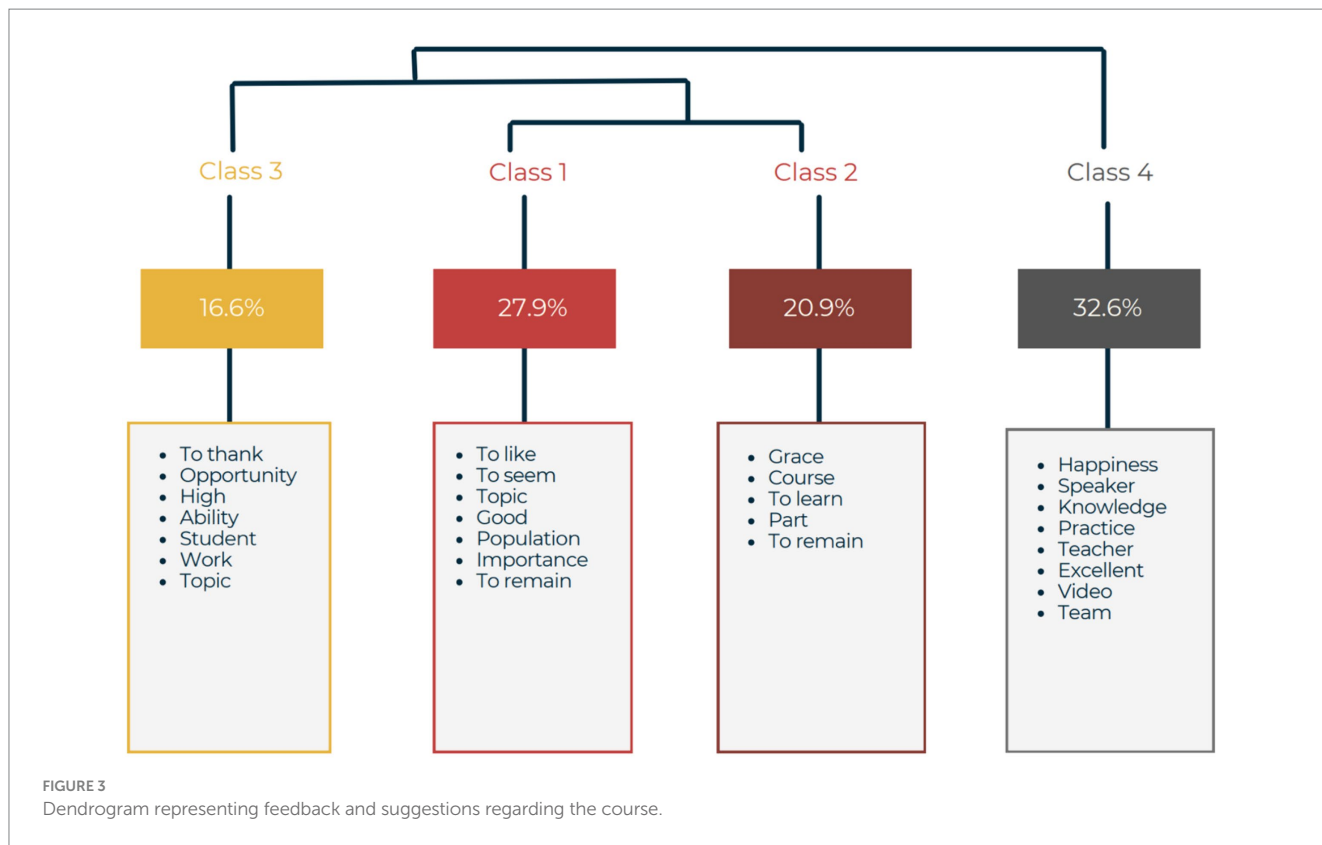 Class 3
Class 1
Class 2
Class 4
16.6%
27.9%
20.9%
32.6%
To thank
Opportunity
High
Ability
Student
Work
Topic
To like
To seem
Topic
Good
Population
Importance
To remain
Grace
Course
To learn
Part
To remain
Happiness
Speaker
Knowledge
Practice
Teacher
Excellent
Video
Team
FIGURE 3
Dendrogram representing feedback and suggestions regarding the course.